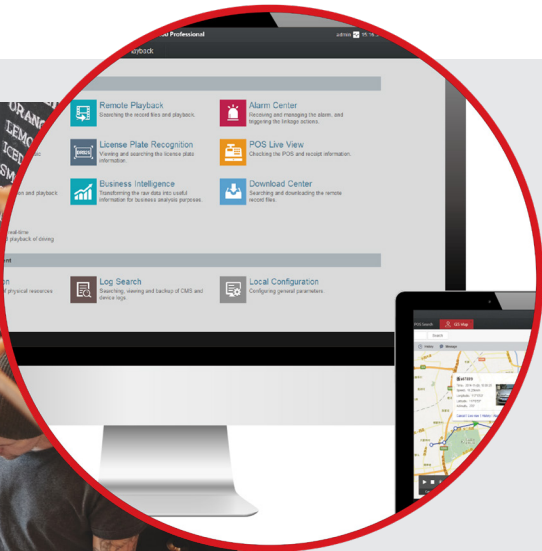 Professional
admin
ayback
Remote Playback
Searching the record files and playback.
Alarm Center
Receiving and managing the alarm, and
triggering the linkage actions.
License Plate Recognition
Viewing and searching the license plate
information.
POS Live View
Checking the POS and receipt information.
on and playback
Business Intelligence
Transforming the raw data into useful
information for business analysis purposes.
Download Center
Searching and downloading the remote
record files.
real-time
d playback of driving
ent
on
of physical resources
Log Search
Searching, viewing and backup of CMS and
device logs.
Local Configuration
Configuring general parameters.
POS Search
GIS Map
Search
ORANG
LEMO
ICED
SM